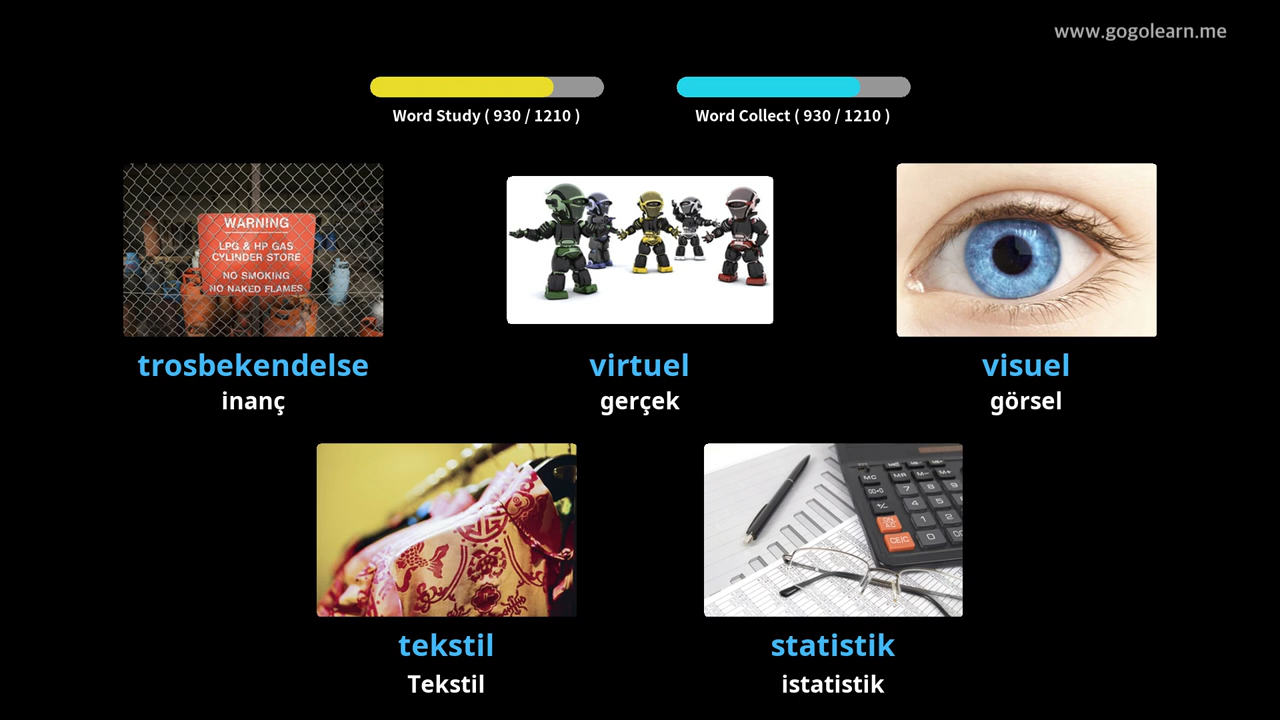 www.gogolearn.me
Word Study ( 930 / 1210 )
Word Collect ( 930 / 1210 )
WARNING
LPG & HP GAS
CYLINDER STORE
NO SMOKING
NO NAKED FLAMES
trosbekendelse
inanç
virtuel
gerçek
visuel
görsel
tekstil
Tekstil
statistik
istatistik